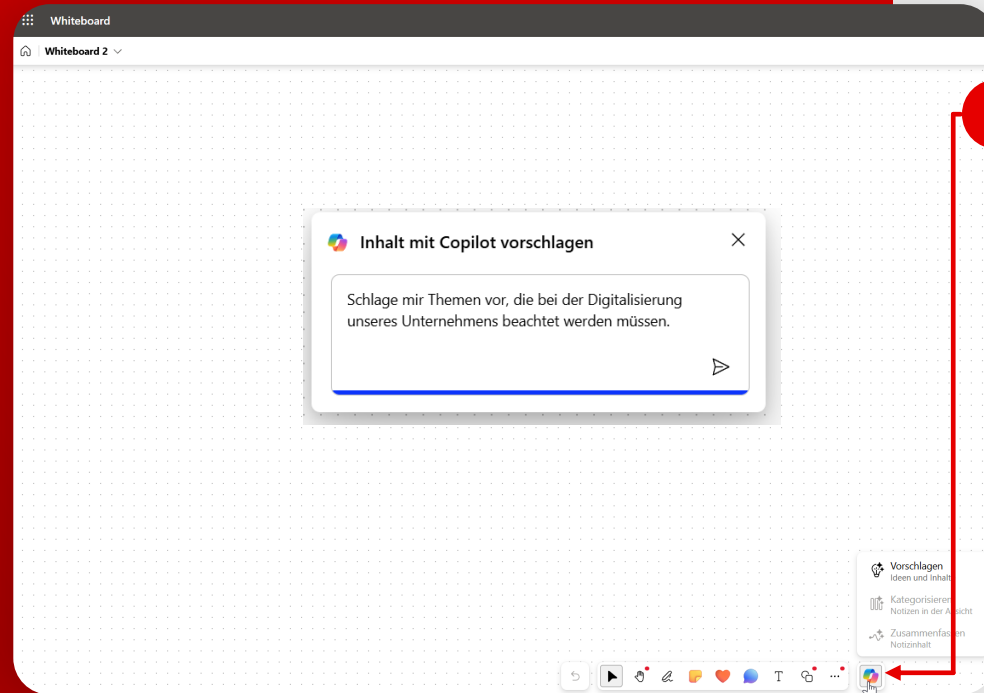 Whiteboard
Whiteboard 2
Inhalt mit Copilot vorschlagen
Schlage mir Themen vor, die bei der Digitalisierung
unseres Unternehmens beachtet werden müssen.
Vorschlagen
Ideen und Inhalt
Kategorisieren
Notizen in der Ansicht
Zusammenfassen
Notizinhalt
T